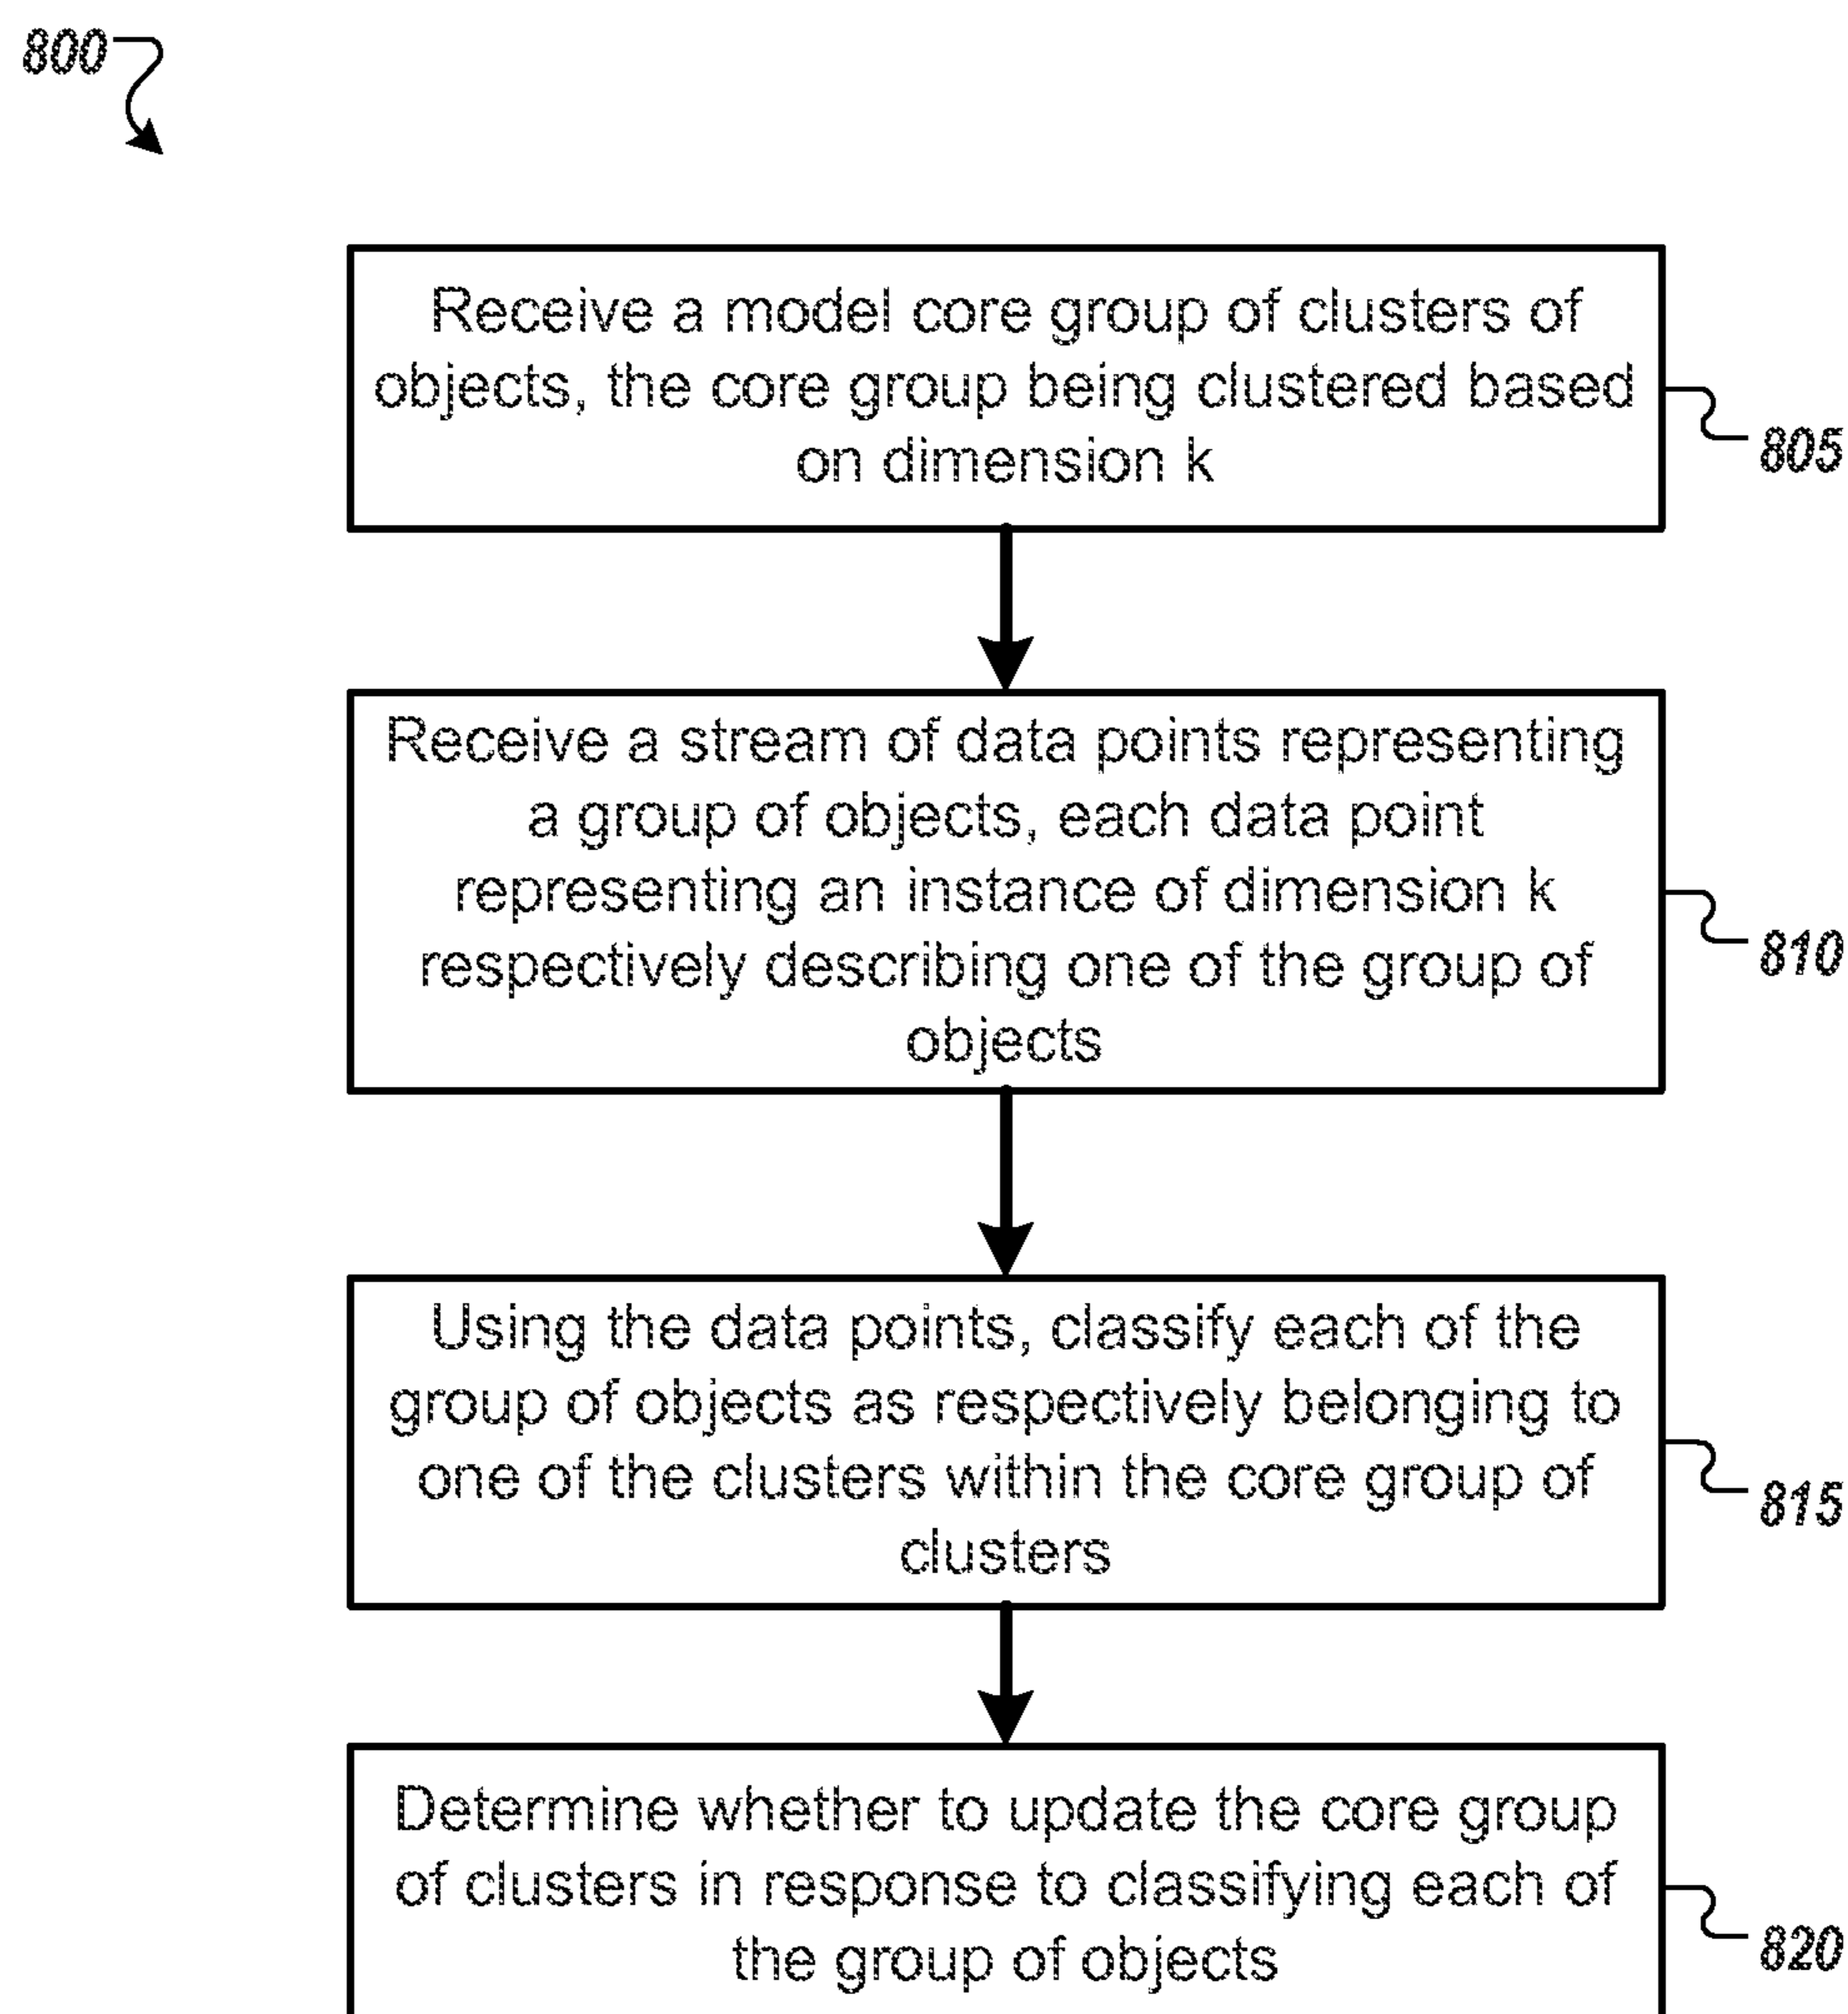 800
Receive a model core group of clusters of
objects, the core group being clustered based
on dimension k
805
Receive a stream of data points representing
a group of objects, each data point
representing an instance of dimension k
respectively describing one of the group of
objects
810
Using the data points, classify each of the
group of objects as respectively belonging to
one of the clusters within the core group of
clusters
815
Determine whether to update the core group
of clusters in response to classifying each of
the group of objects
820